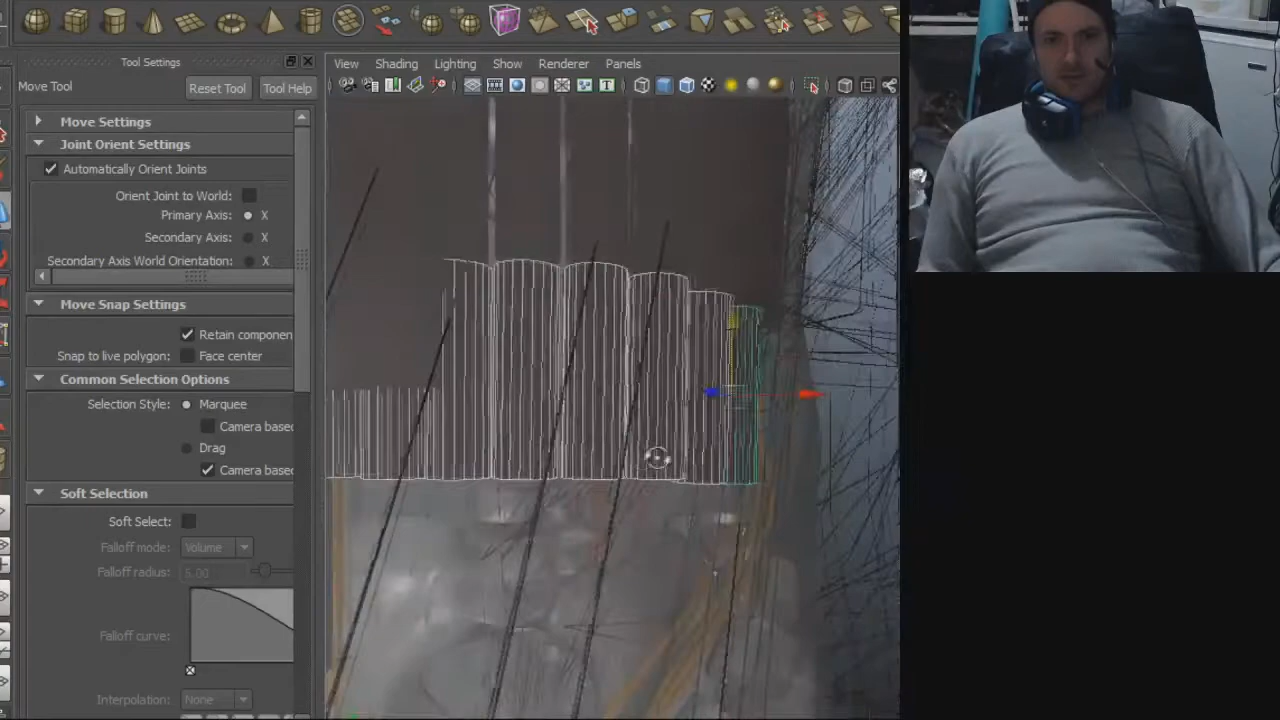 Tool Settings
View Shading Lighting Show Renderer Panels
Move Tool Reset Tool Tool Help
Move Settings
Joint Orient Settings
Automatically Orient Joints
Orient Joint to World:
Primary Axis: X
Secondary Axis: X
Secondary Axis World Orientation: X
Move Snap Settings
Retain componen
Snap to live polygon: Face center
Common Selection Options
Selection Style: Marquee
Camera based
Drag
Camera based
Soft Selection
Soft Select:
Falloff mode: Volume
Falloff radius: 5.00
Falloff curve:
Interpolation: None